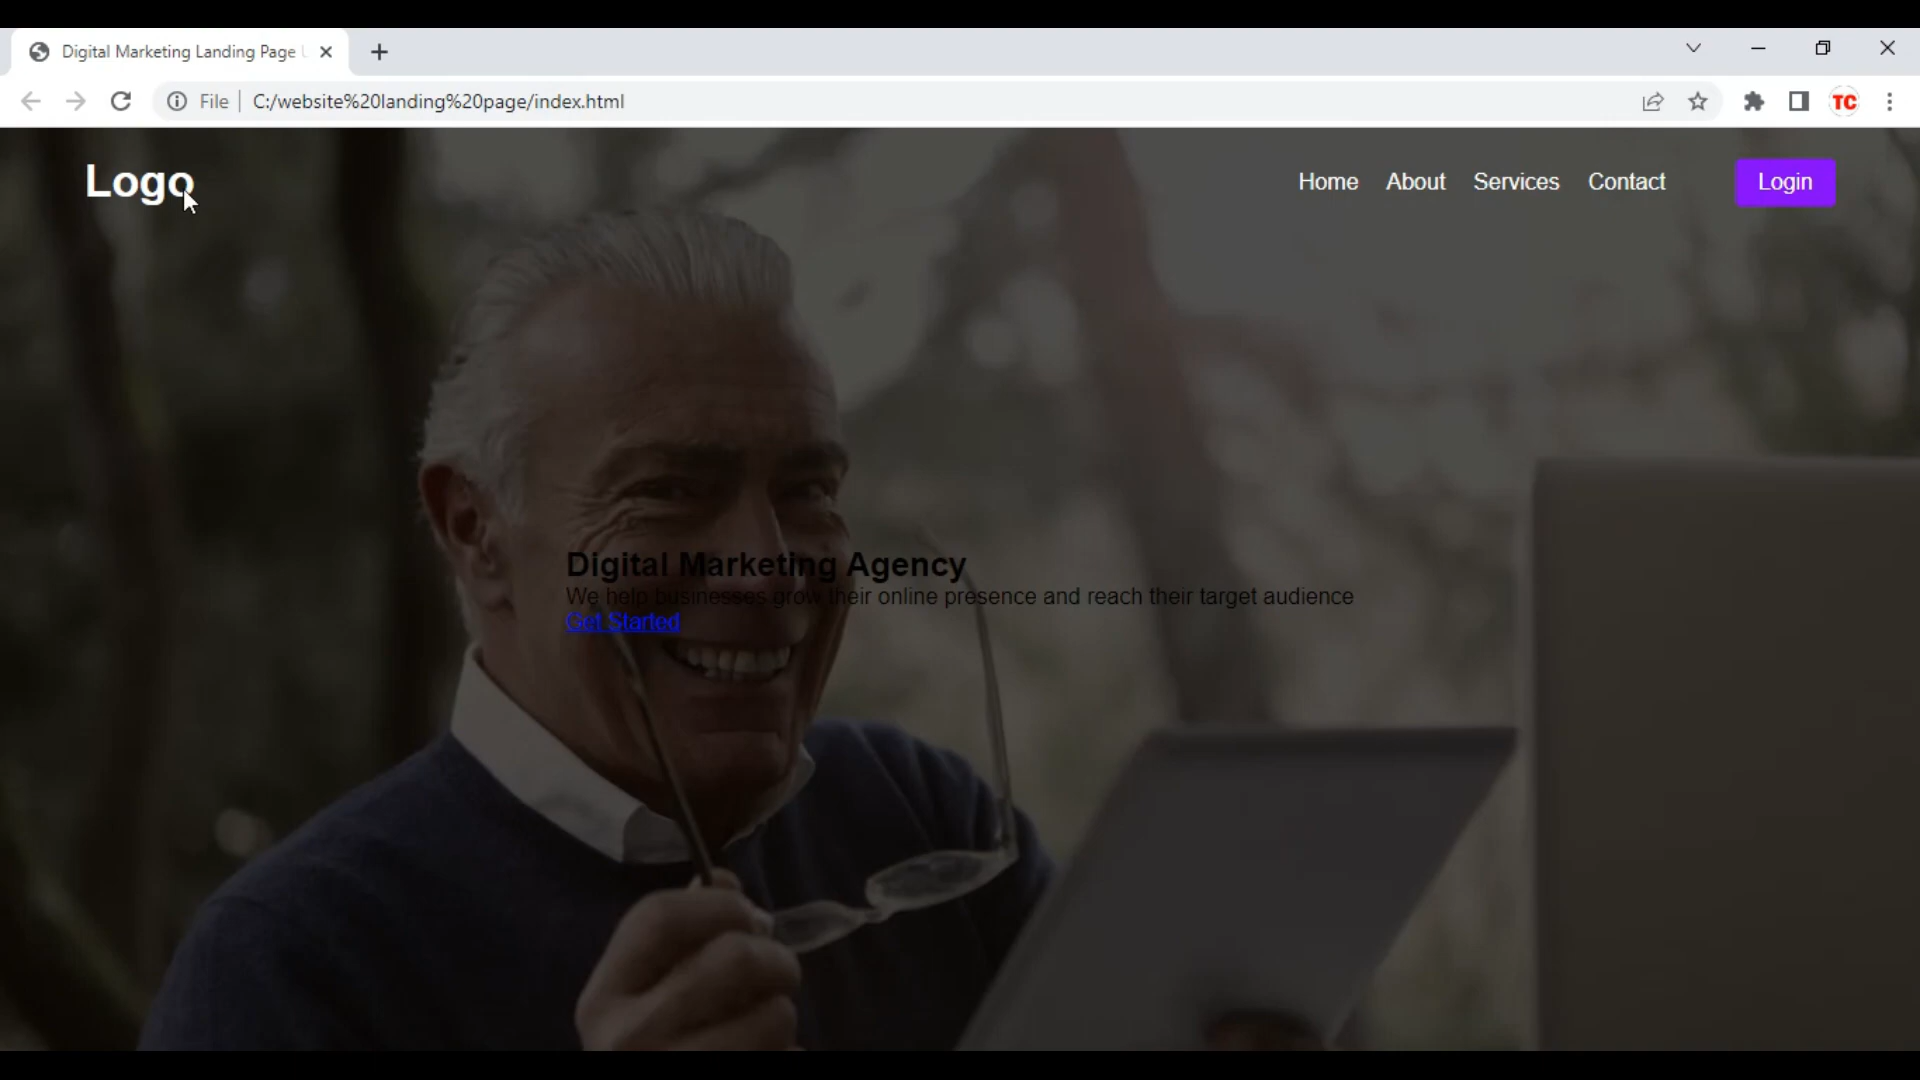 Digital Marketing Landing Page
File
C:/website%20landing%20page/index.html
TC
Logo
Home About Services Contact Login
Digital Marketing Agency
We help businesses grow their online presence and reach their target audience
Get Started